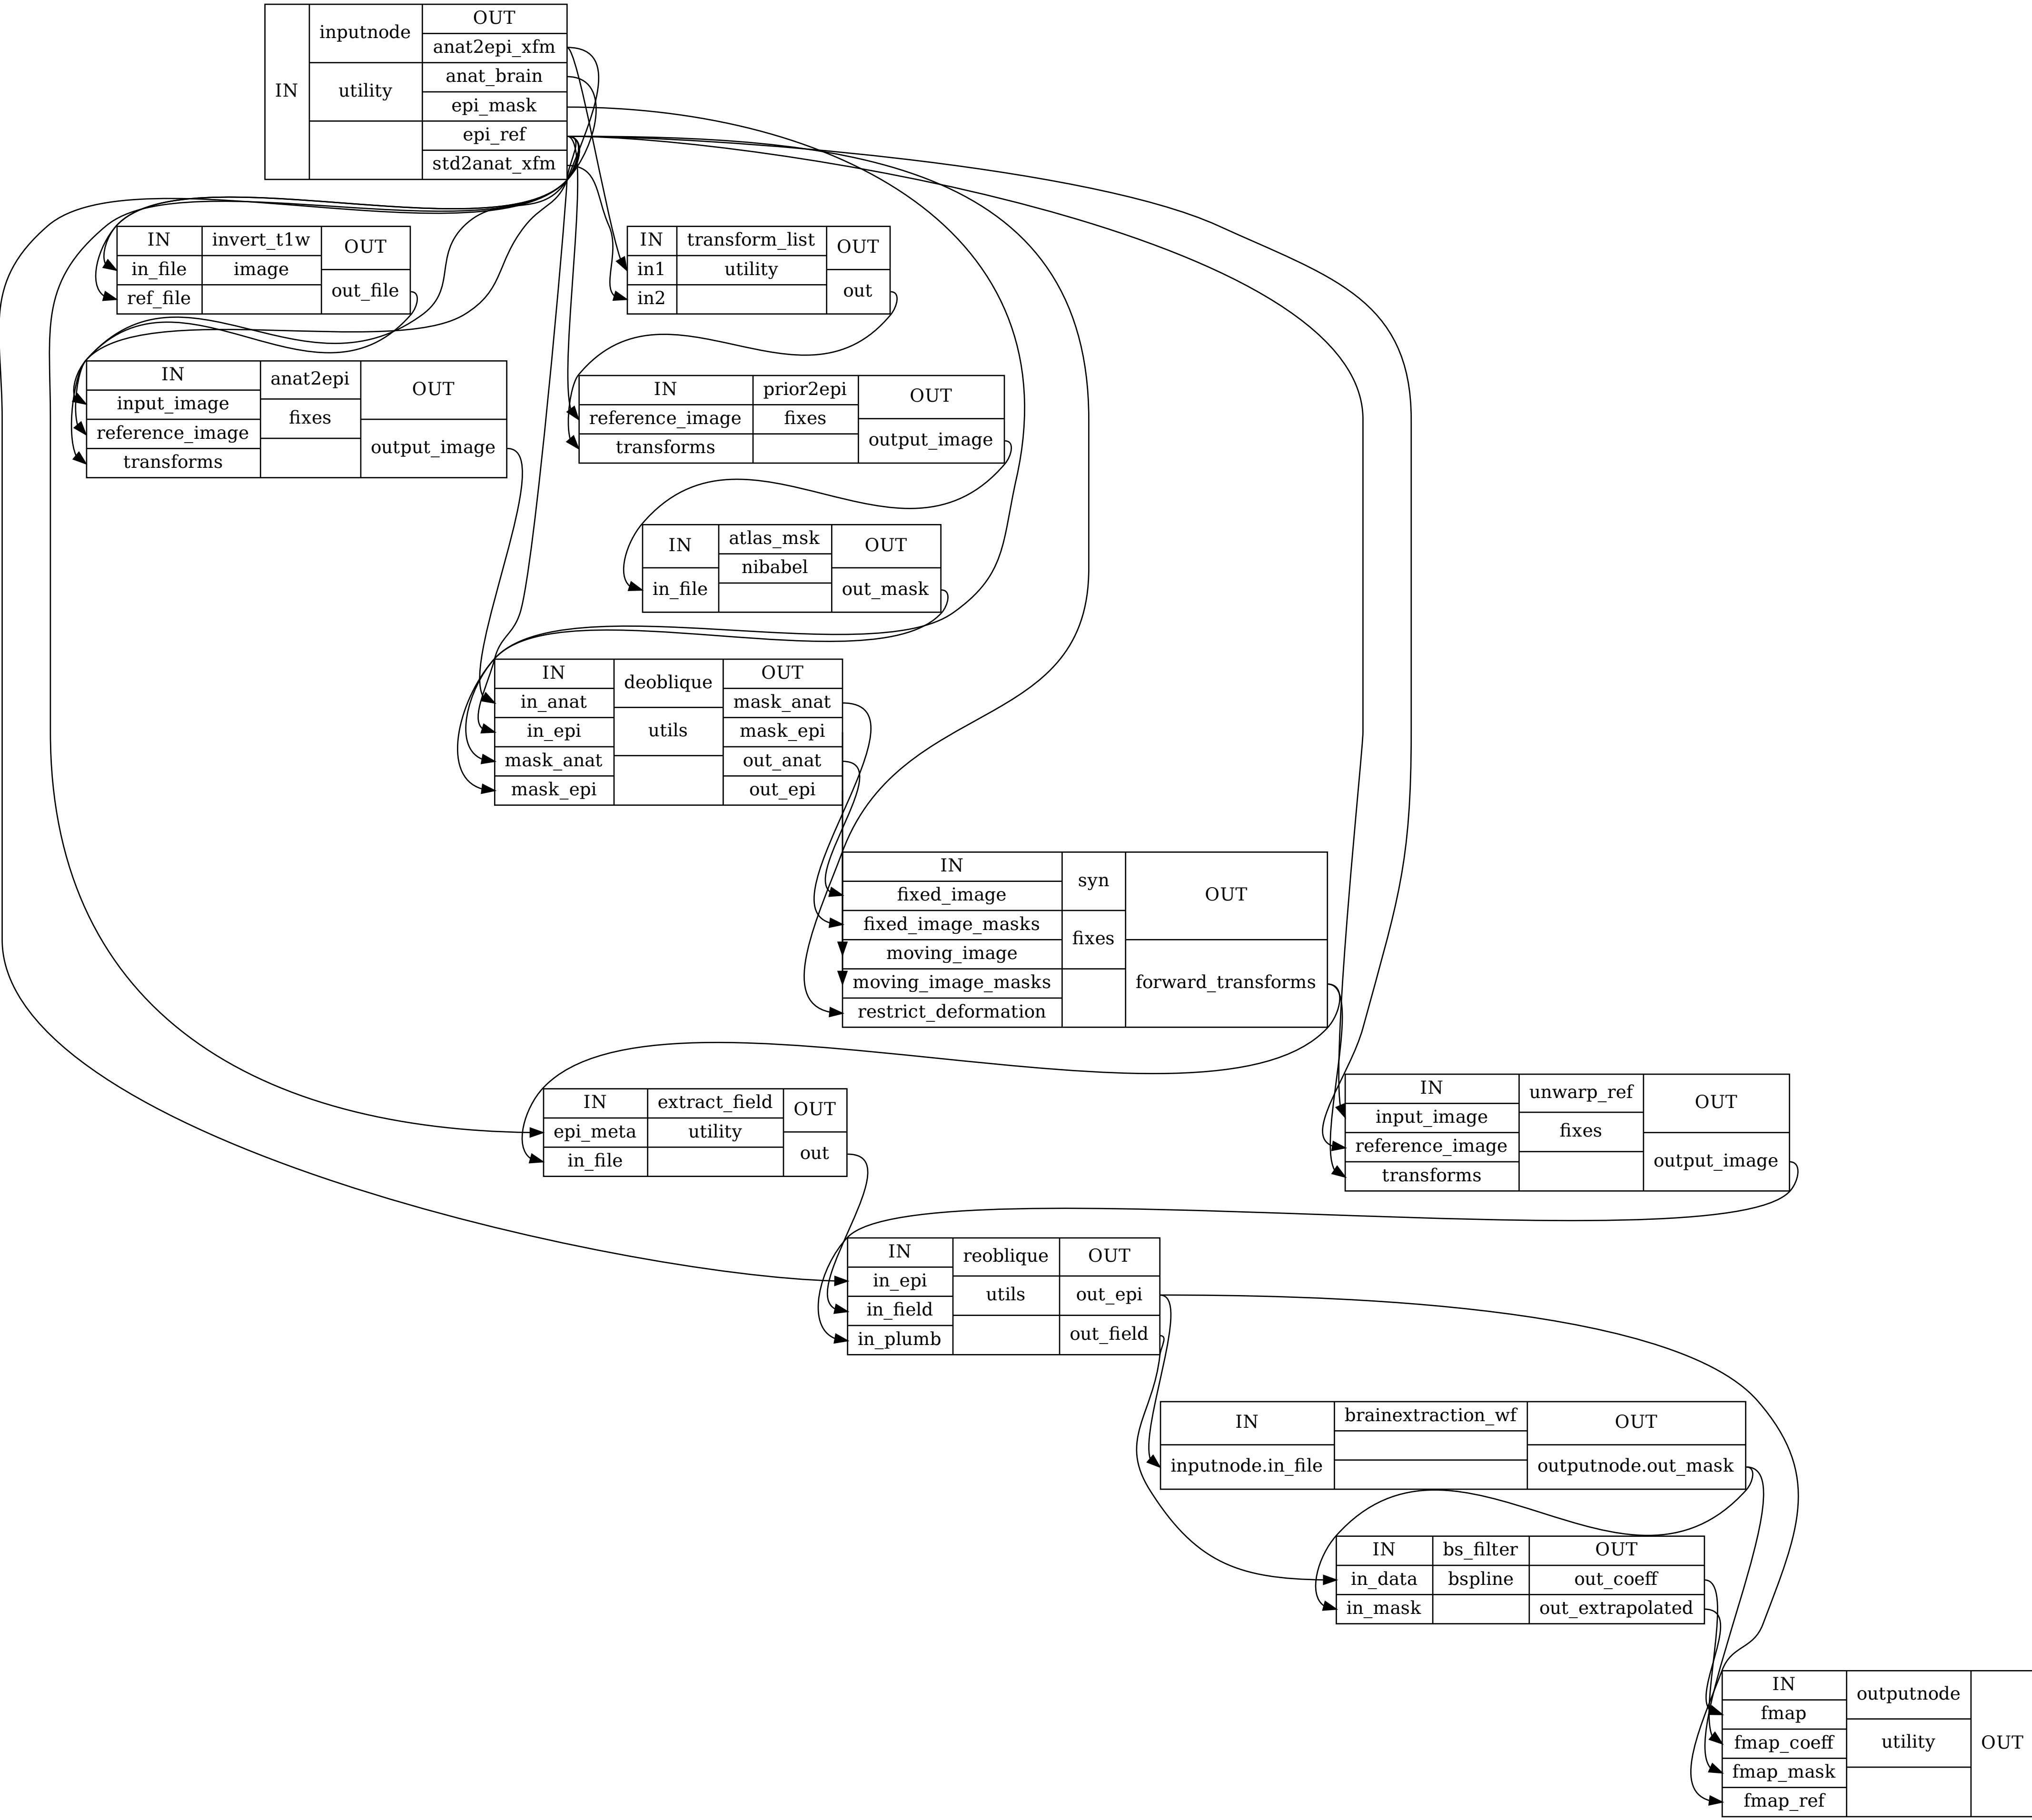 IN
inputnode
utility
OUT
anat2epi_xfm
anat_brain
epi_mask
epi_ref
std2anat_xfm
IN
in_file
ref_file
invert_t1w
image
OUT
out_file
IN
in1
in2
transform_list
utility
OUT
out
IN
input_image
reference_image
transforms
anat2epi
fixes
OUT
output_image
IN
reference_image
transforms
prior2epi
fixes
OUT
output_image
IN
in_file
atlas_msk
nibabel
OUT
out_mask
IN
in_anat
in_epi
mask_anat
mask_epi
deoblique
utils
OUT
mask_anat
mask_epi
out_anat
out_epi
IN
fixed_image
fixed_image_masks
moving_image
moving_image_masks
restrict_deformation
syn
fixes
OUT
forward_transforms
IN
epi_meta
in_file
extract_field
utility
OUT
out
IN
input_image
reference_image
transforms
unwarp_ref
fixes
OUT
output_image
IN
in_epi
in_field
in_plumb
reoblique
utils
OUT
out_epi
out_field
IN
inputnode.in_file
brainextraction_wf
OUT
outputnode.out_mask
IN
in_data
in_mask
bs_filter
bspline
OUT
out_coeff
out_extrapolated
IN
fmap
fmap_coeff
fmap_mask
fmap_ref
outputnode
utility
OUT